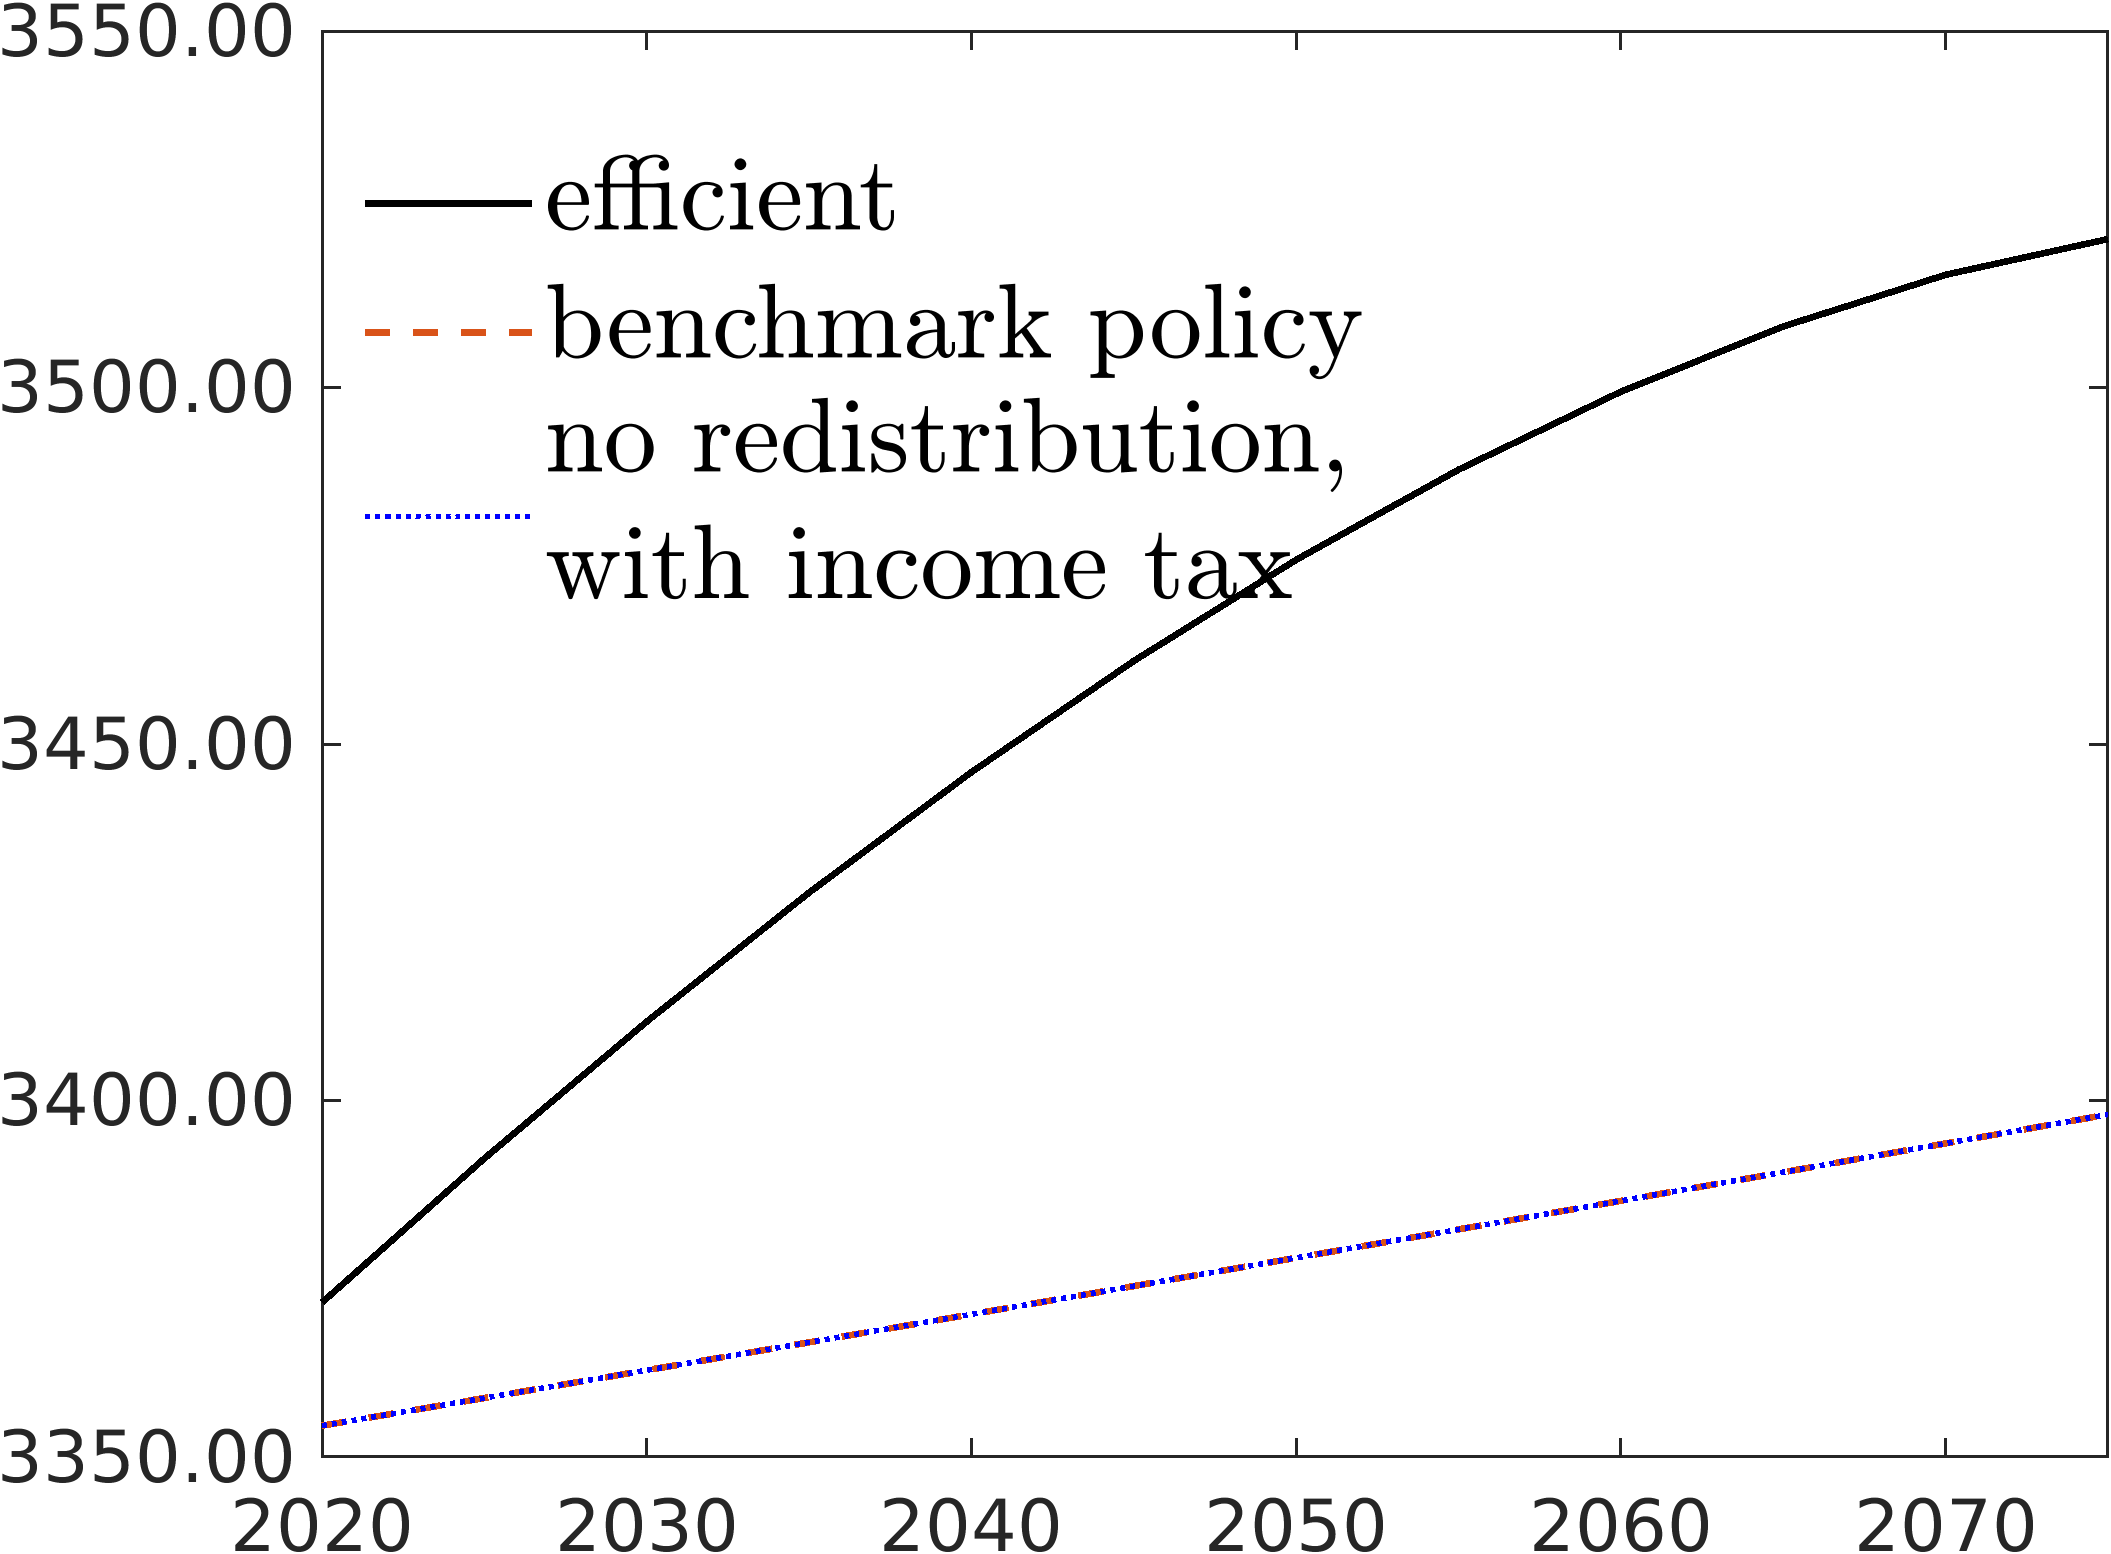 3550.00
efficient
benchmark policy
3500.00
no redistribution,
with income tax
3450.00
3400.00
3350.00
2020 2030 2040 2050 2060 2070